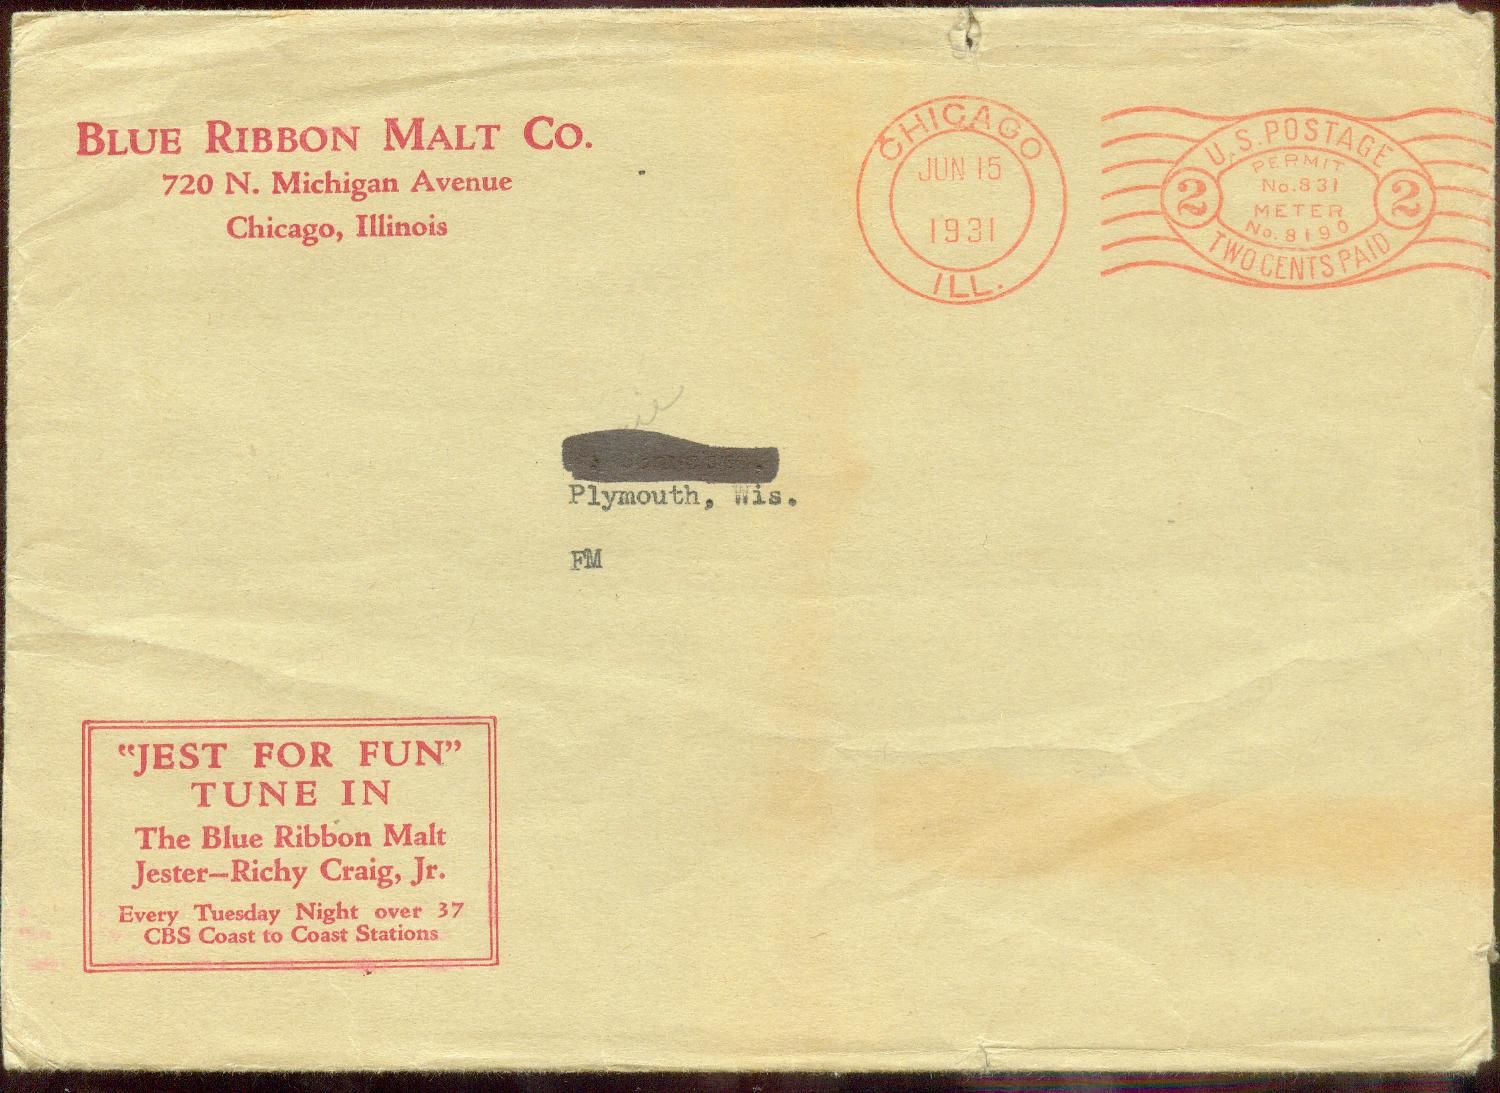 BLUE RIBBON MALT CO.
720 N. Michigan Avenue
Chicago, Illinois
CHICAGO
JUN 15
1931
ILL.
U.S. POSTAGE
PERMIT
No. 831
2 2
METER
No. 8190
TWO CENTS PAID
Plymouth, Wis.
FM
"JEST FOR FUN"
TUNE IN
The Blue Ribbon Malt
Jester—Richy Craig, Jr.
Every Tuesday Night over 37
CBS Coast to Coast Stations